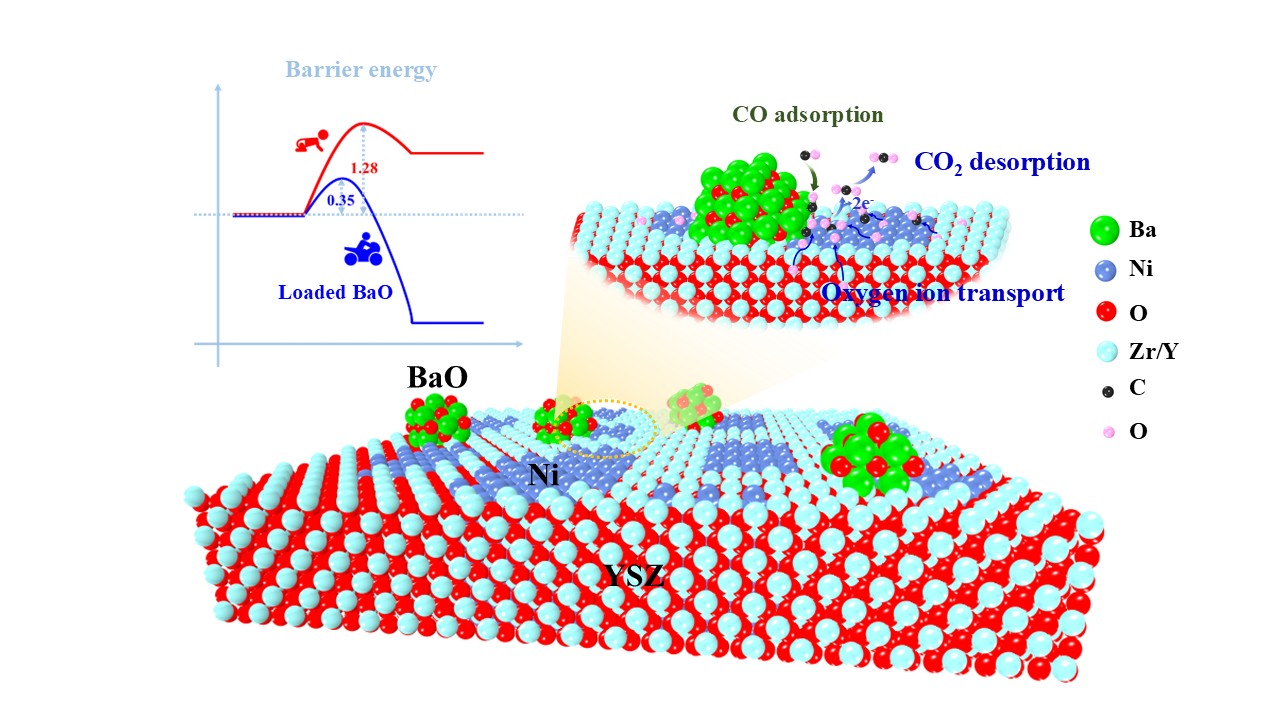 Barrier energy
1.28
0.35
Loaded BaO
CO adsorption
CO₂ desorption
2e⁻
Oxygen ion transport
Ba
Ni
O
Zr/Y
C
O
BaO
Ni
YSZ